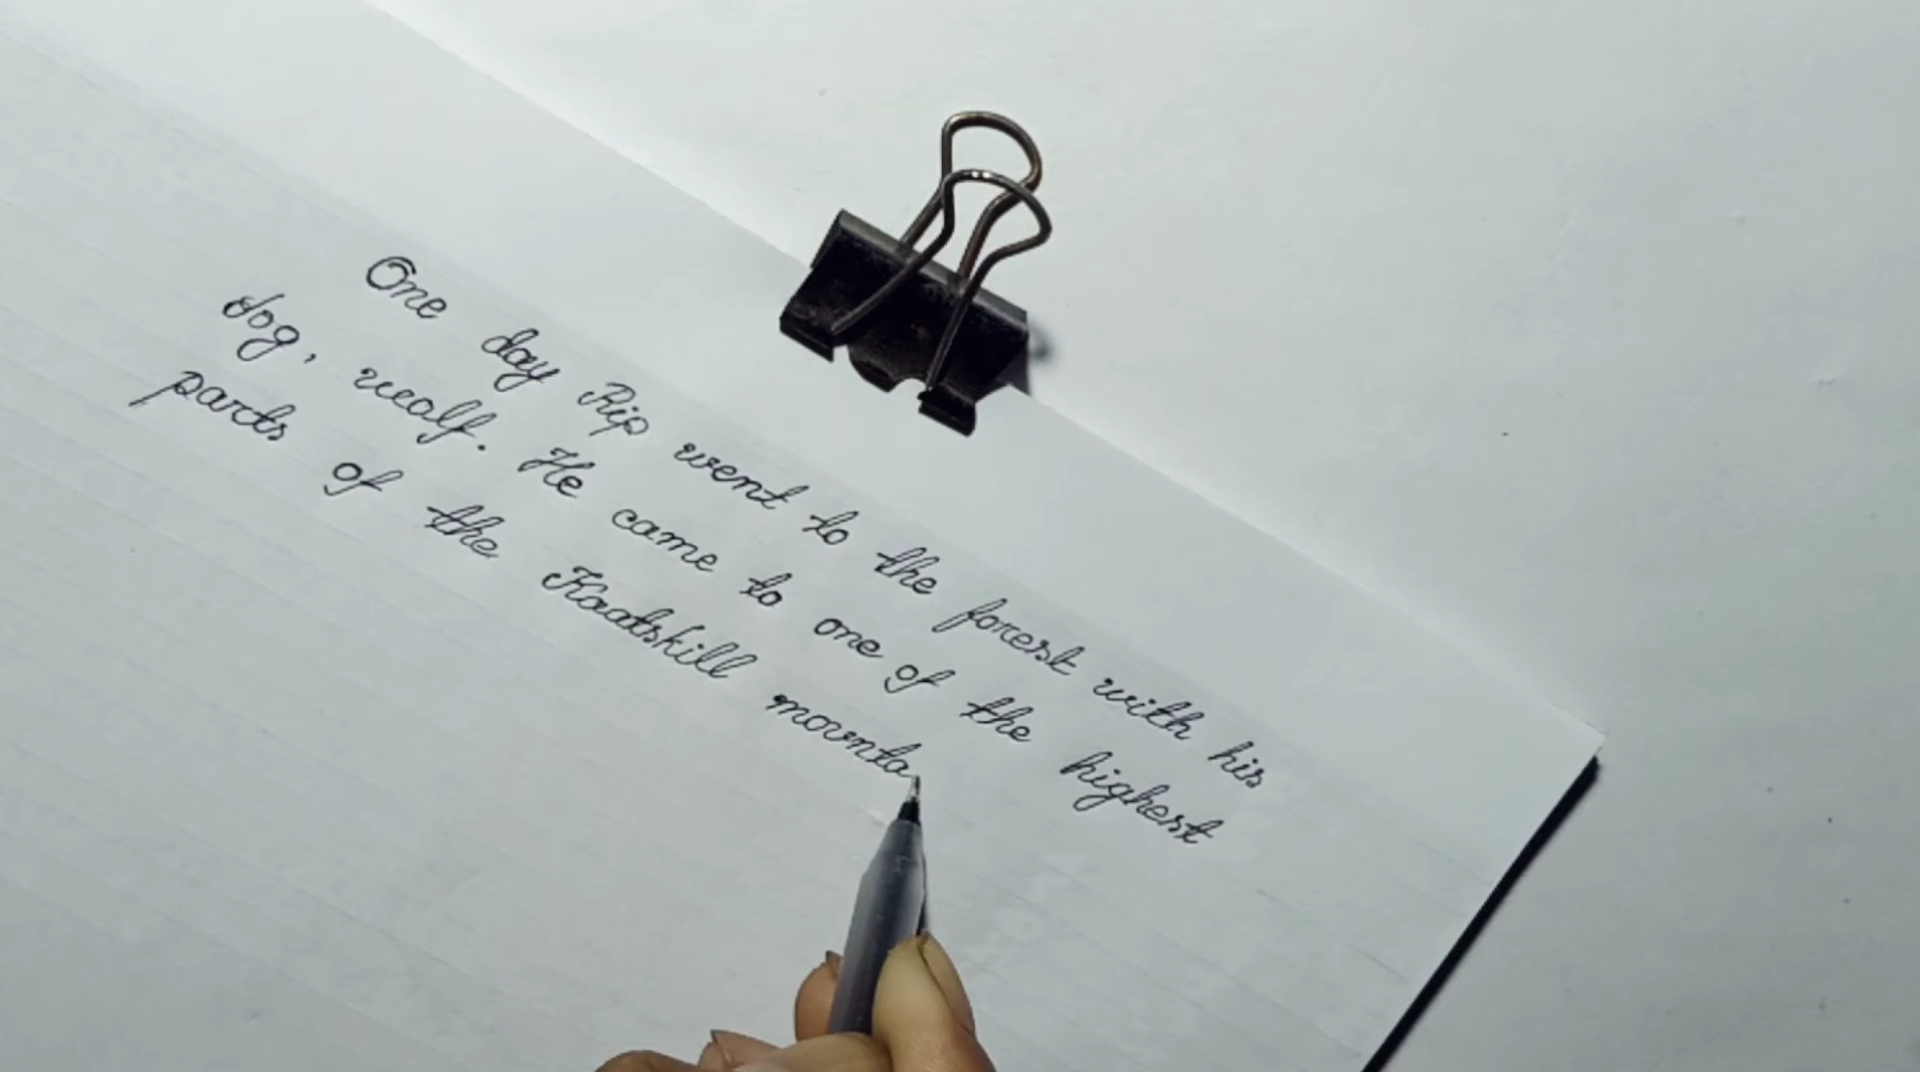 One day Rip went to the forest with his
dog, wolf. He came to one of the highest
parts of the Kaatskill mounta